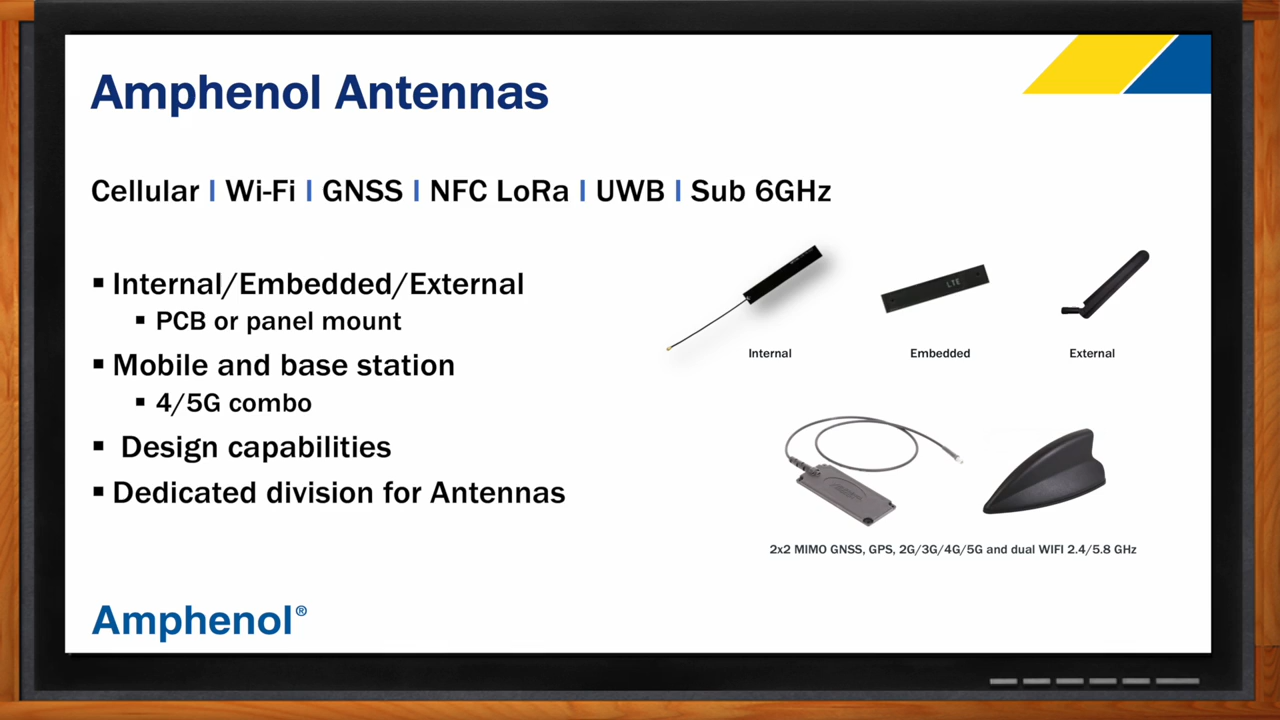 Amphenol Antennas
Cellular | Wi-Fi | GNSS | NFC LoRa | UWB | Sub 6GHz
▪ Internal/Embedded/External
▪ PCB or panel mount
▪ Mobile and base station
▪ 4/5G combo
▪ Design capabilities
▪ Dedicated division for Antennas
LTE
Internal
Embedded
External
2x2 MIMO GNSS, GPS, 2G/3G/4G/5G and dual WIFI 2.4/5.8 GHz
Amphenol®